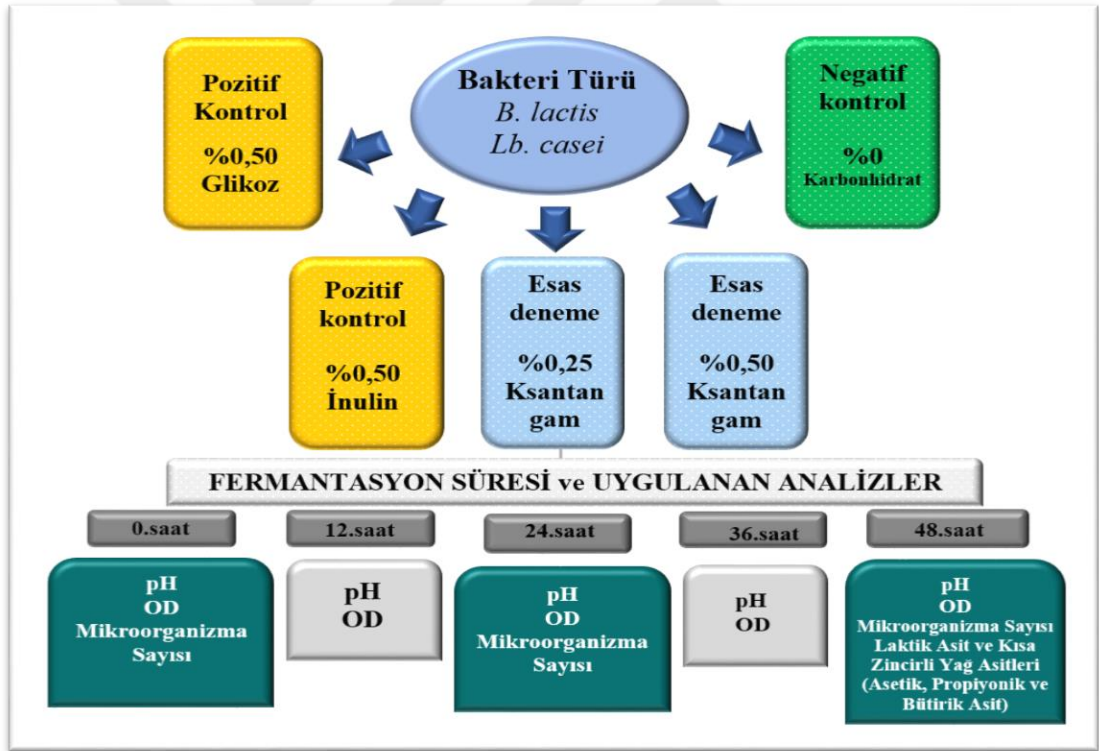 Pozitif
Kontrol
%0,50
Glikoz
Bakteri Türü
B. lactis
Lb. casei
Negatif
kontrol
%0
Karbonhidrat
Pozitif
kontrol
%0,50
İnulin
Esas
deneme
%0,25
Ksantan
gam
Esas
deneme
%0,50
Ksantan
gam
FERMANTASYON SÜRESİ ve UYGULANAN ANALİZLER
0.saat
12.saat
24.saat
36.saat
48.saat
pH
OD
Mikroorganizma
Sayısı
pH
OD
pH
OD
Mikroorganizma
Sayısı
pH
OD
pH
OD
Mikroorganizma Sayısı
Laktik Asit ve Kısa
Zincirli Yağ Asitleri
(Asetik, Propiyonik ve
Bütirik Asit)